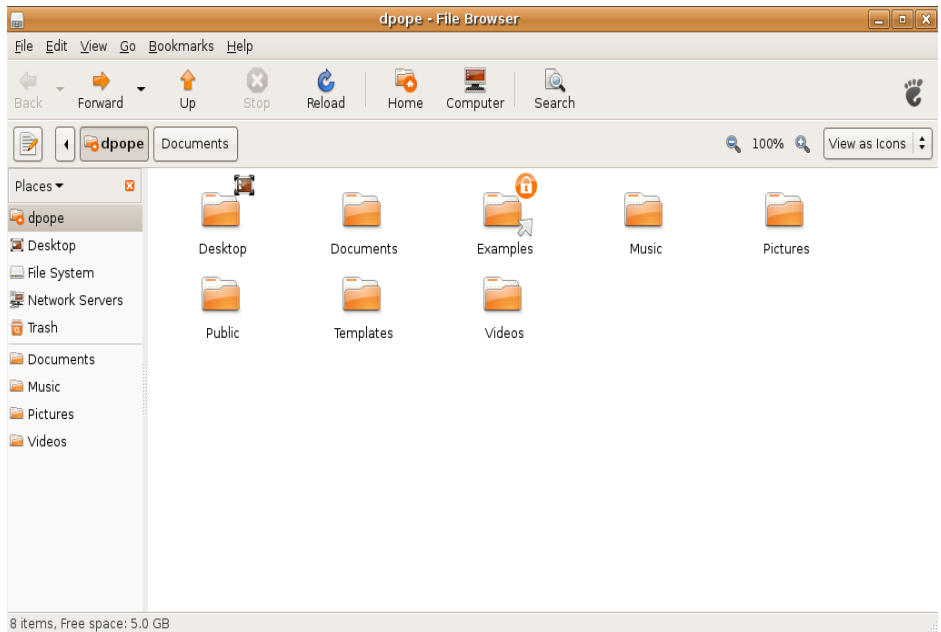 dpope - File Browser
File Edit View Go Bookmarks Help
Back Forward Up Stop Reload Home Computer Search
dpope Documents 100% View as Icons
Places
dpope
Desktop
File System
Network Servers
Trash
Documents
Music
Pictures
Videos
Desktop Documents Examples Music Pictures
Public Templates Videos
8 items, Free space: 5.0 GB